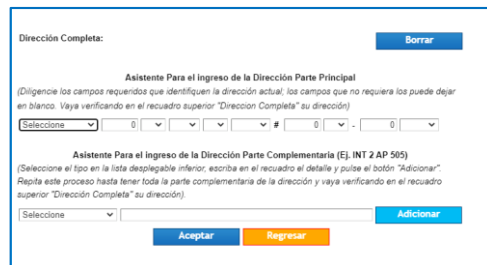 Dirección Completa: Borrar
Asistente Para el ingreso de la Dirección Parte Principal
(Diligencie los campos requeridos que identifiquen la dirección actual; los campos que no requiera los puede dejar
en blanco. Vaya verificando en el recuadro superior "Direccion Completa" su dirección)
Seleccione 0 # 0 - 0
Asistente Para el ingreso de la Dirección Parte Complementaria (Ej. INT 2 AP 505)
(Seleccione el tipo en la lista desplegable inferior, escriba en el recuadro el detalle y pulse el botón "Adicionar".
Repita este proceso hasta tener toda la parte complementaria de la dirección y vaya verificando en el recuadro
superior "Dirección Completa" su dirección).
Seleccione Adicionar
Aceptar Regresar